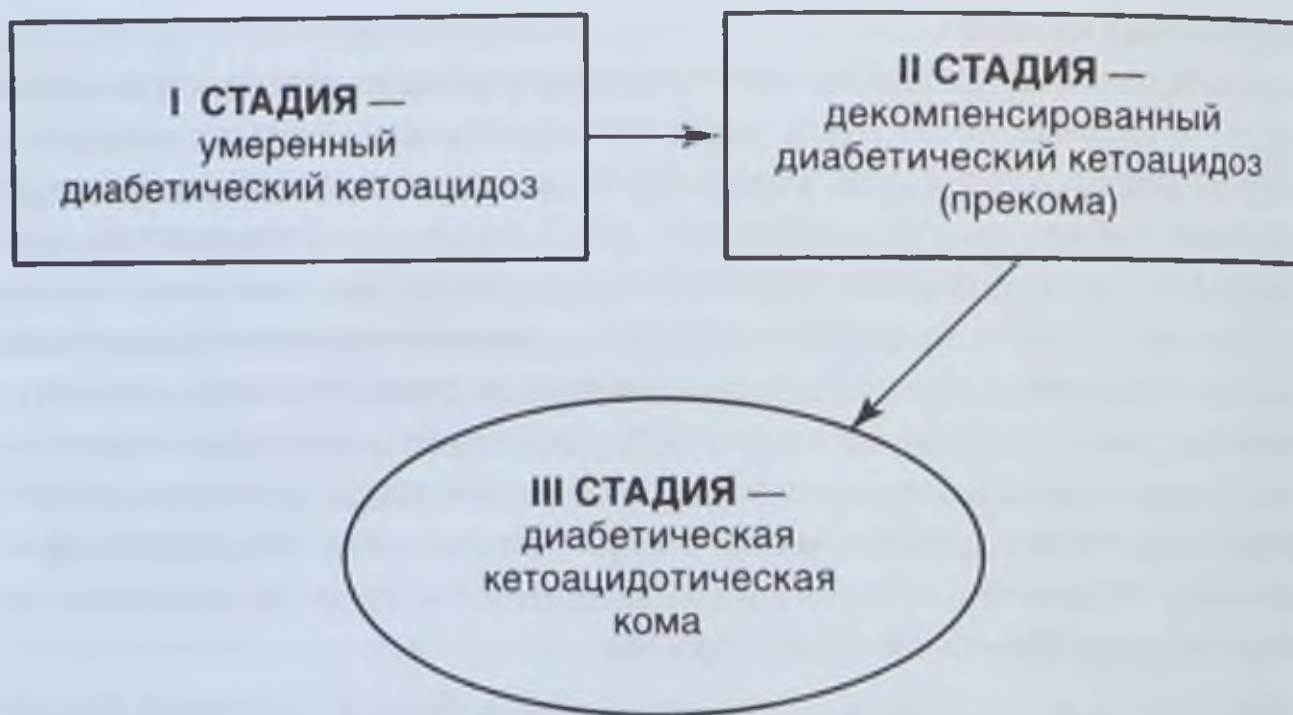 I СТАДИЯ —
умеренный
диабетический кетоацидоз
II СТАДИЯ —
декомпенсированный
диабетический кетоацидоз
(прекома)
III СТАДИЯ —
диабетическая
кетоацидотическая
кома